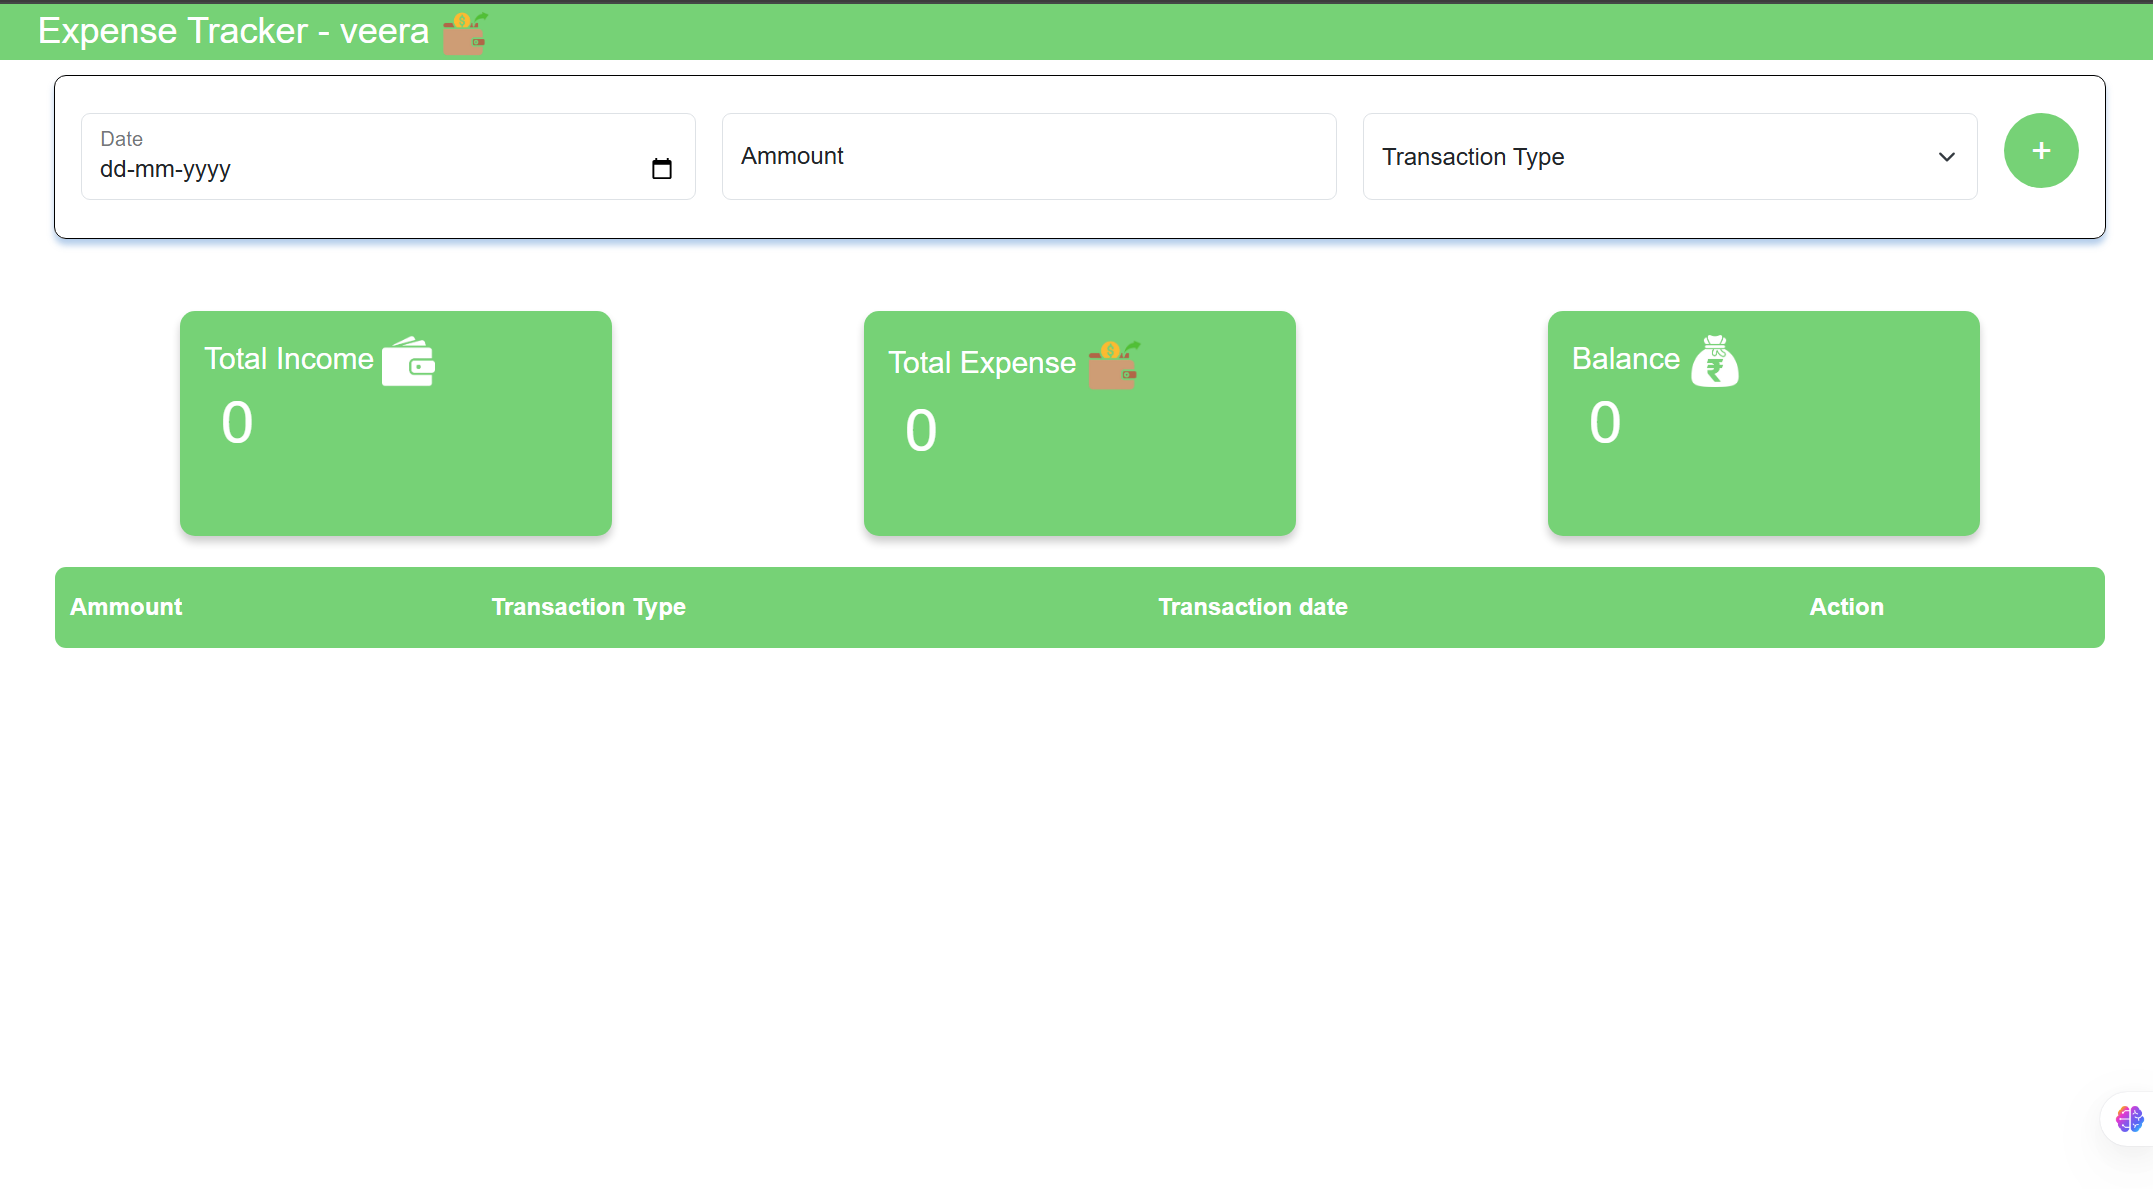 Expense Tracker - veera
Date
dd-mm-yyyy
Ammount
Transaction Type
+
Total Income
0
Total Expense
0
Balance
₹
0
Ammount Transaction Type Transaction date Action